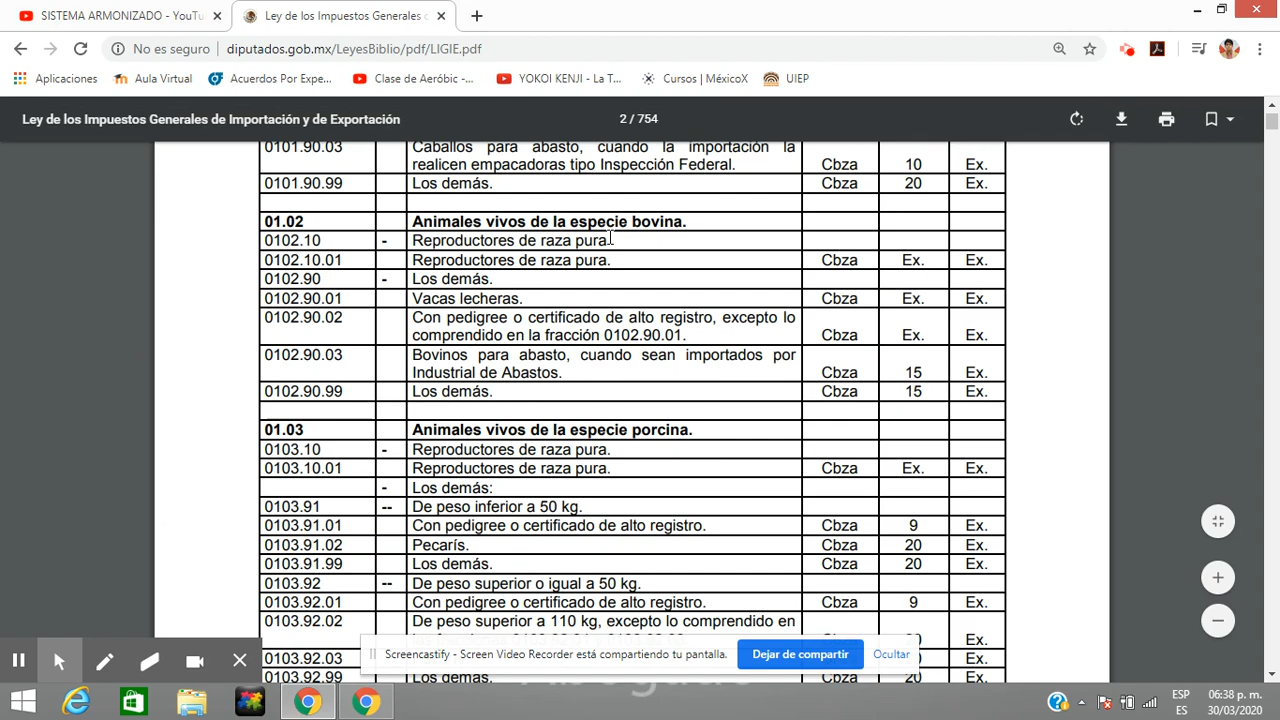 SISTEMA ARMONIZADO - YouTu
Ley de los Impuestos Generales d
No es seguro
deputados.gob.mx/LeyesBiblio/pdf/LIGIE.pdf
Aplicaciones
Aula Virtual
Acuerdos Por Expe...
Clase de Aeróbc...
YOKOI KENJI - La T...
Cursos | MéxicoX
UIEP
Ley de los Impuestos Generales de Importación y de Exportación
2 / 754
0101.90.03 Caballos para abasto, cuando la importación la
realicen empacadoras tipo Inspección Federal. Cbza 10 Ex.
0101.90.99 Los demás. Cbza 20 Ex.
01.02 Animales vivos de la especie bovina.
0102.10 - Reproductores de raza pura.
0102.10.01 Reproductores de raza pura. Cbza Ex. Ex.
0102.90 - Los demás.
0102.90.01 Vacas lecheras. Cbza Ex. Ex.
0102.90.02 Con pedigree o certificado de alto registro, excepto lo
comprendido en la fracción 0102.90.01. Cbza Ex. Ex.
0102.90.03 Bovinos para abasto, cuando sean importados por
Industrial de Abastos. Cbza 15 Ex.
0102.90.99 Los demás. Cbza 15 Ex.
01.03 Animales vivos de la especie porcina.
0103.10 - Reproductores de raza pura.
0103.10.01 Reproductores de raza pura. Cbza Ex. Ex.
- Los demás:
0103.91 -- De peso inferior a 50 kg.
0103.91.01 Con pedigree o certificado de alto registro. Cbza 9 Ex.
0103.91.02 Pecarís. Cbza 20 Ex.
0103.91.99 Los demás. Cbza 20 Ex.
0103.92 -- De peso superior o igual a 50 kg.
0103.92.01 Con pedigree o certificado de alto registro. Cbza 9 Ex.
0103.92.02 De peso superior a 110 kg, excepto lo comprendido en
Ex.
0103.92.03 Ex.
0103.92.99 Los demás. 20 Ex.
Screencastify - Screen Video Recorder está compartiendo tu pantalla.
Dejar de compartir
Ocultar
ESP
ES
06:38 p. m.
30/03/2020